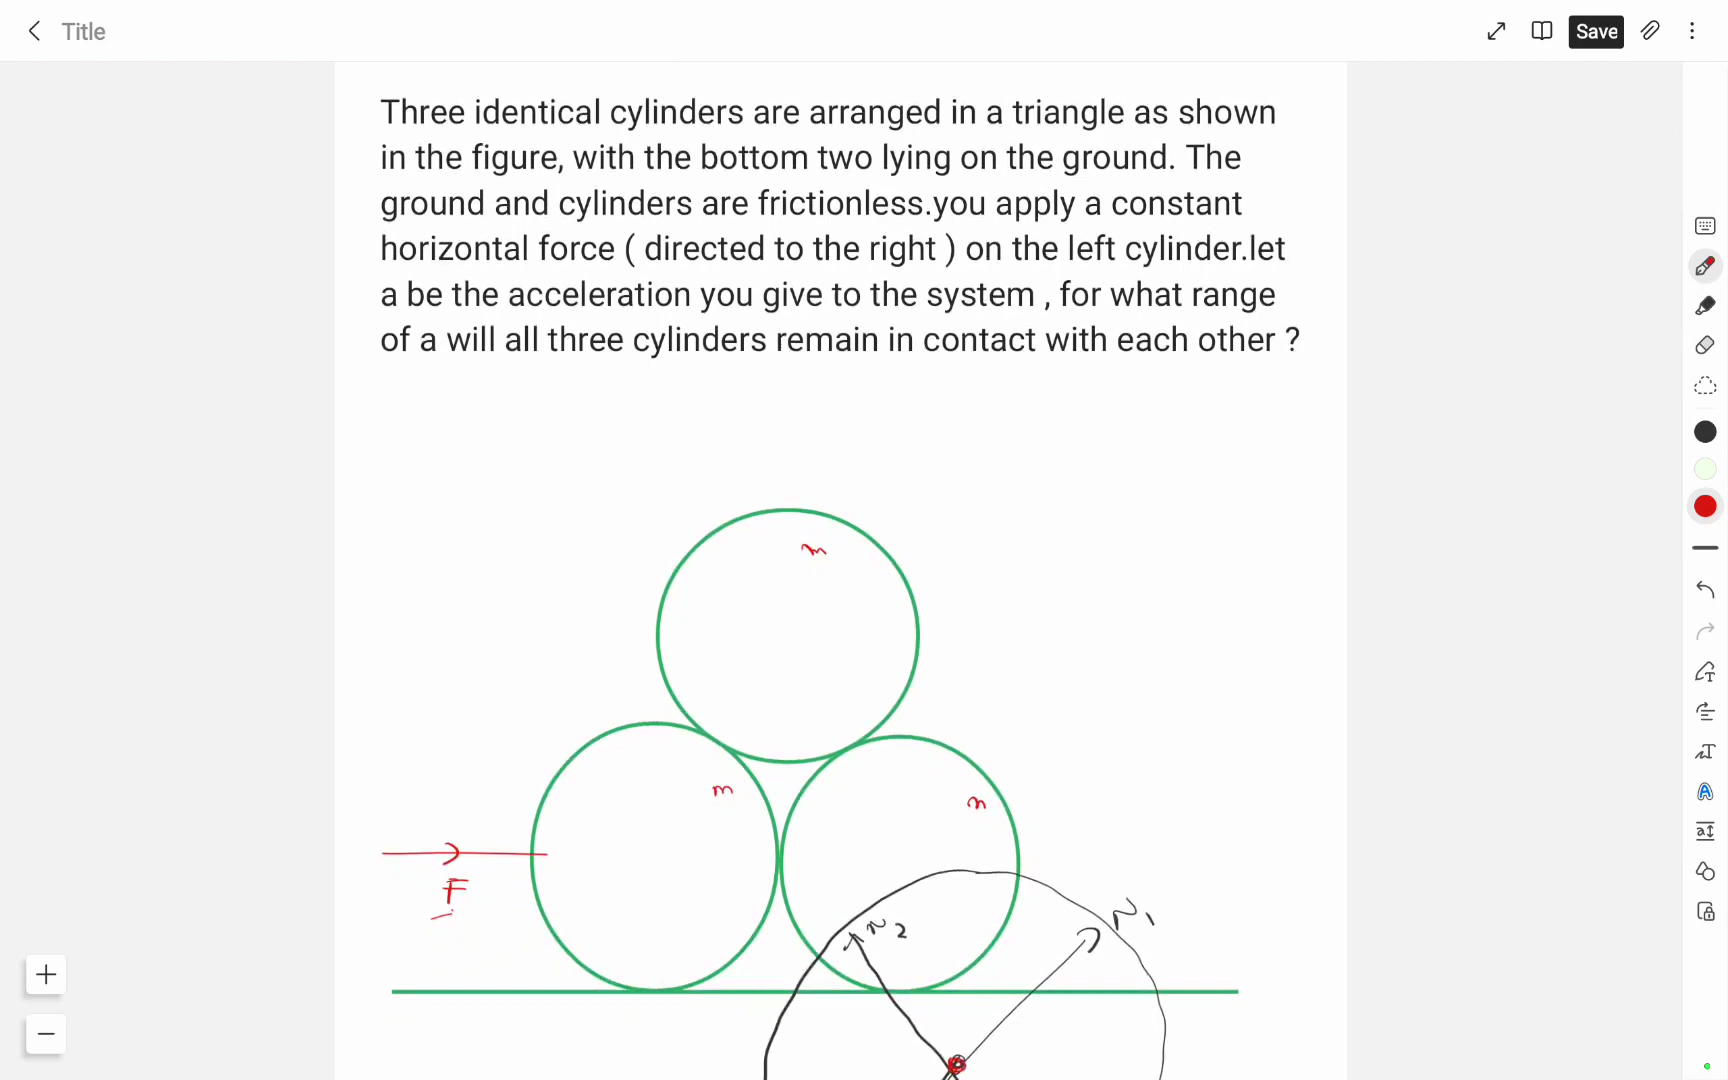 Title
Save
Three identical cylinders are arranged in a triangle as shown
in the figure, with the bottom two lying on the ground. The
ground and cylinders are frictionless.you apply a constant
horizontal force ( directed to the right ) on the left cylinder.let
a be the acceleration you give to the system , for what range
of a will all three cylinders remain in contact with each other ?
m
m
m
F
N1
N2